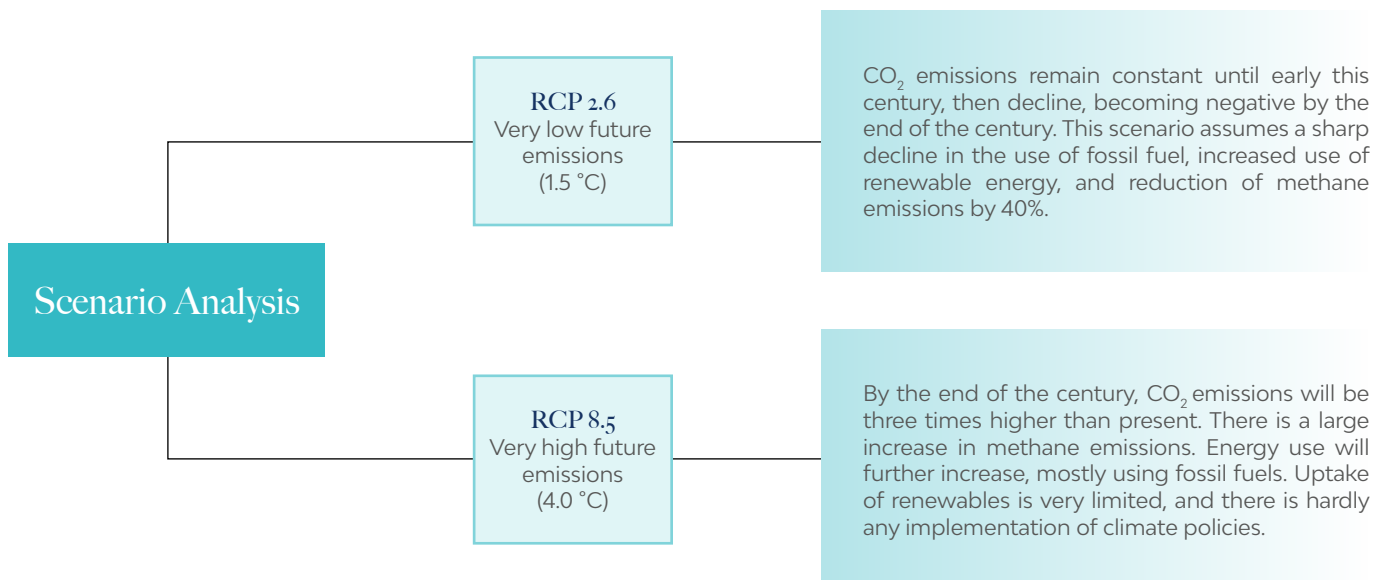 RCP 2.6
Very low future
emissions
(1.5 °C)
CO₂ emissions remain constant until early this
century, then decline, becoming negative by the
end of the century. This scenario assumes a sharp
decline in the use of fossil fuel, increased use of
renewable energy, and reduction of methane
emissions by 40%.
Scenario Analysis
RCP 8.5
Very high future
emissions
(4.0 °C)
By the end of the century, CO₂ emissions will be
three times higher than present. There is a large
increase in methane emissions. Energy use will
further increase, mostly using fossil fuels. Uptake
of renewables is very limited, and there is hardly
any implementation of climate policies.